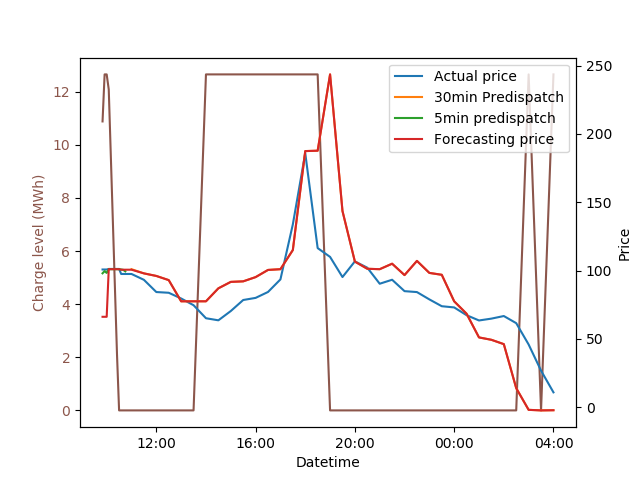 Actual price
30min Predispatch
5min predispatch
Forecasting price
Charge level (MWh)
12
10
8
6
4
2
0
250
200
150
100
50
0
Price
12:00
16:00
20:00
00:00
04:00
Datetime